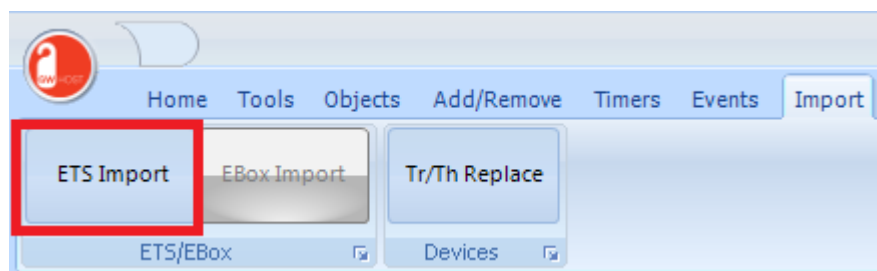 GW-HOST
Home Tools Objects Add/Remove Timers Events Import
ETS Import EBox Import Tr/Th Replace
ETS/EBox Devices